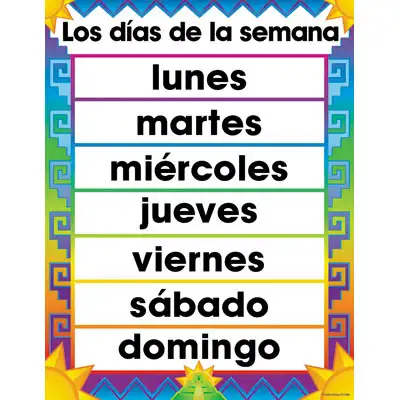 Los días de la semana
lunes
martes
miércoles
jueves
viernes
sábado
domingo